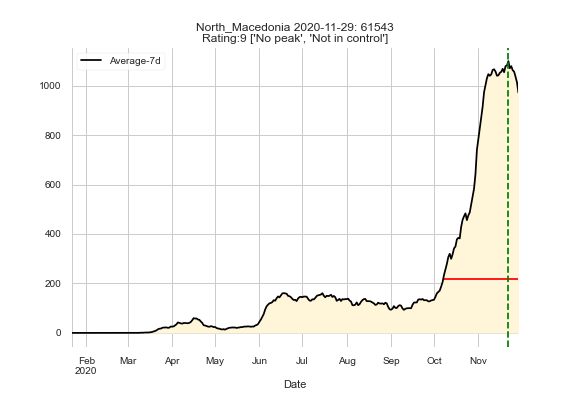 North_Macedonia 2020-11-29: 61543
Rating:9 ['No peak', 'Not in control']
Average-7d
1000
800
600
400
200
0
Feb Mar Apr May Jun Jul Aug Sep Oct Nov
2020
Date